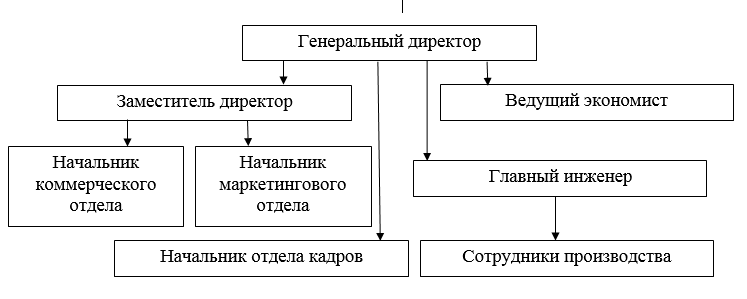 Генеральный директор
Заместитель директор
Ведущий экономист
Начальник
коммерческого
отдела
Начальник
маркетингового
отдела
Главный инженер
Начальник отдела кадров
Сотрудники производства